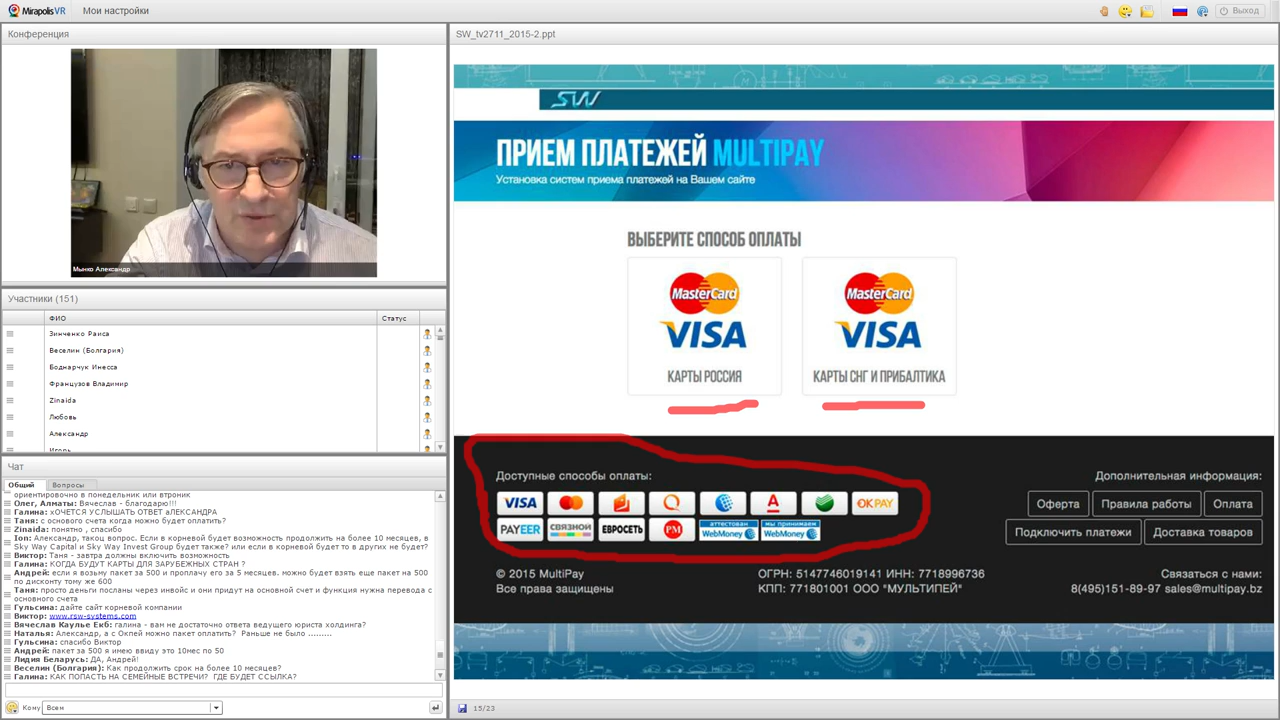 Mirapolis VR
Мои настройки
Выход
Конференция
Мынко Александр
Участники (151)
ФИО
Статус
Зинченко Раиса
Веселин (Болгария)
Боднарчук Инесса
Французов Владимир
Zinaida
Любовь
Александр
Игорь
Чат
Общий
Вопросы
ориентировочно в понедельник или втроник
Олег, Алматы: Вячеслав - благодарю!!!
Галина: ХОЧЕТСЯ УСЛЫШАТЬ ОТВЕТ аЛЕКСАНДРА
Таня: с основого счета когда можно будет оплатить?
Zinaida: понятно , спасибо
Ion: Александр, такой вопрос. Если в корневой будет возможность продолжить на более 10 месяцев, в
Sky Way Capital и Sky Way Invest Group будет также? или если в корневой будет то в других не будет?
Виктор: Таня - завтра должны включить возможность
Галина: КОГДА БУДУТ КАРТЫ ДЛЯ ЗАРУБЕЖНЫХ СТРАН ?
Андрей: если я возьму пакет за 500 и проплачу его за 5 месяцев. можно будет взять еще пакет на 500
по дисконту тому же 600
Таня: просто деньги посланы через инвойс и они придут на основной счет и функция нужна перевода с
основного счета
Гульсина: дайте сайт корневой компании
Виктор: www.rsw-systems.com
Вячеслав Каулье Екб: галина - вам не достаточно ответа ведущего юриста холдинга?
Наталья: Александр, а с Окпей можно пакет оплатить? Раньше не было .........
Гульсина: спасибо Виктор
Андрей: пакет за 500 я имею ввиду это 10мес по 50
Лидия Беларусь: ДА, Андрей!
Веселин (Болгария): Как продолжить срок на более 10 месяцев?
Галина: КАК ПОПАСТЬ НА СЕМЕЙНЫЕ ВСТРЕЧИ? ГДЕ БУДЕТ ССЫЛКА?
Кому
Всем
SW_tv2711_2015-2.ppt
SW
ПРИЕМ ПЛАТЕЖЕЙ MULTIPAY
Установка систем приема платежей на Вашем сайте
ВЫБЕРИТЕ СПОСОБ ОПЛАТЫ
MasterCard
VISA
КАРТЫ РОССИЯ
MasterCard
VISA
КАРТЫ СНГ И ПРИБАЛТИКА
Доступные способы оплаты:
VISA
OKPAY
PAYEER
СВЯЗНОЙ
ЕВРОСЕТЬ
PM
аттестован
WebMoney
мы принимаем
WebMoney
Дополнительная информация:
Оферта
Правила работы
Оплата
Подключить платежи
Доставка товаров
© 2015 MultiPay
Все права защищены
ОГРН: 5147746019141 ИНН: 7718996736
КПП: 771801001 ООО "МУЛЬТИПЕЙ"
Связаться с нами:
8(495)151-89-97 sales@multipay.bz
15/23